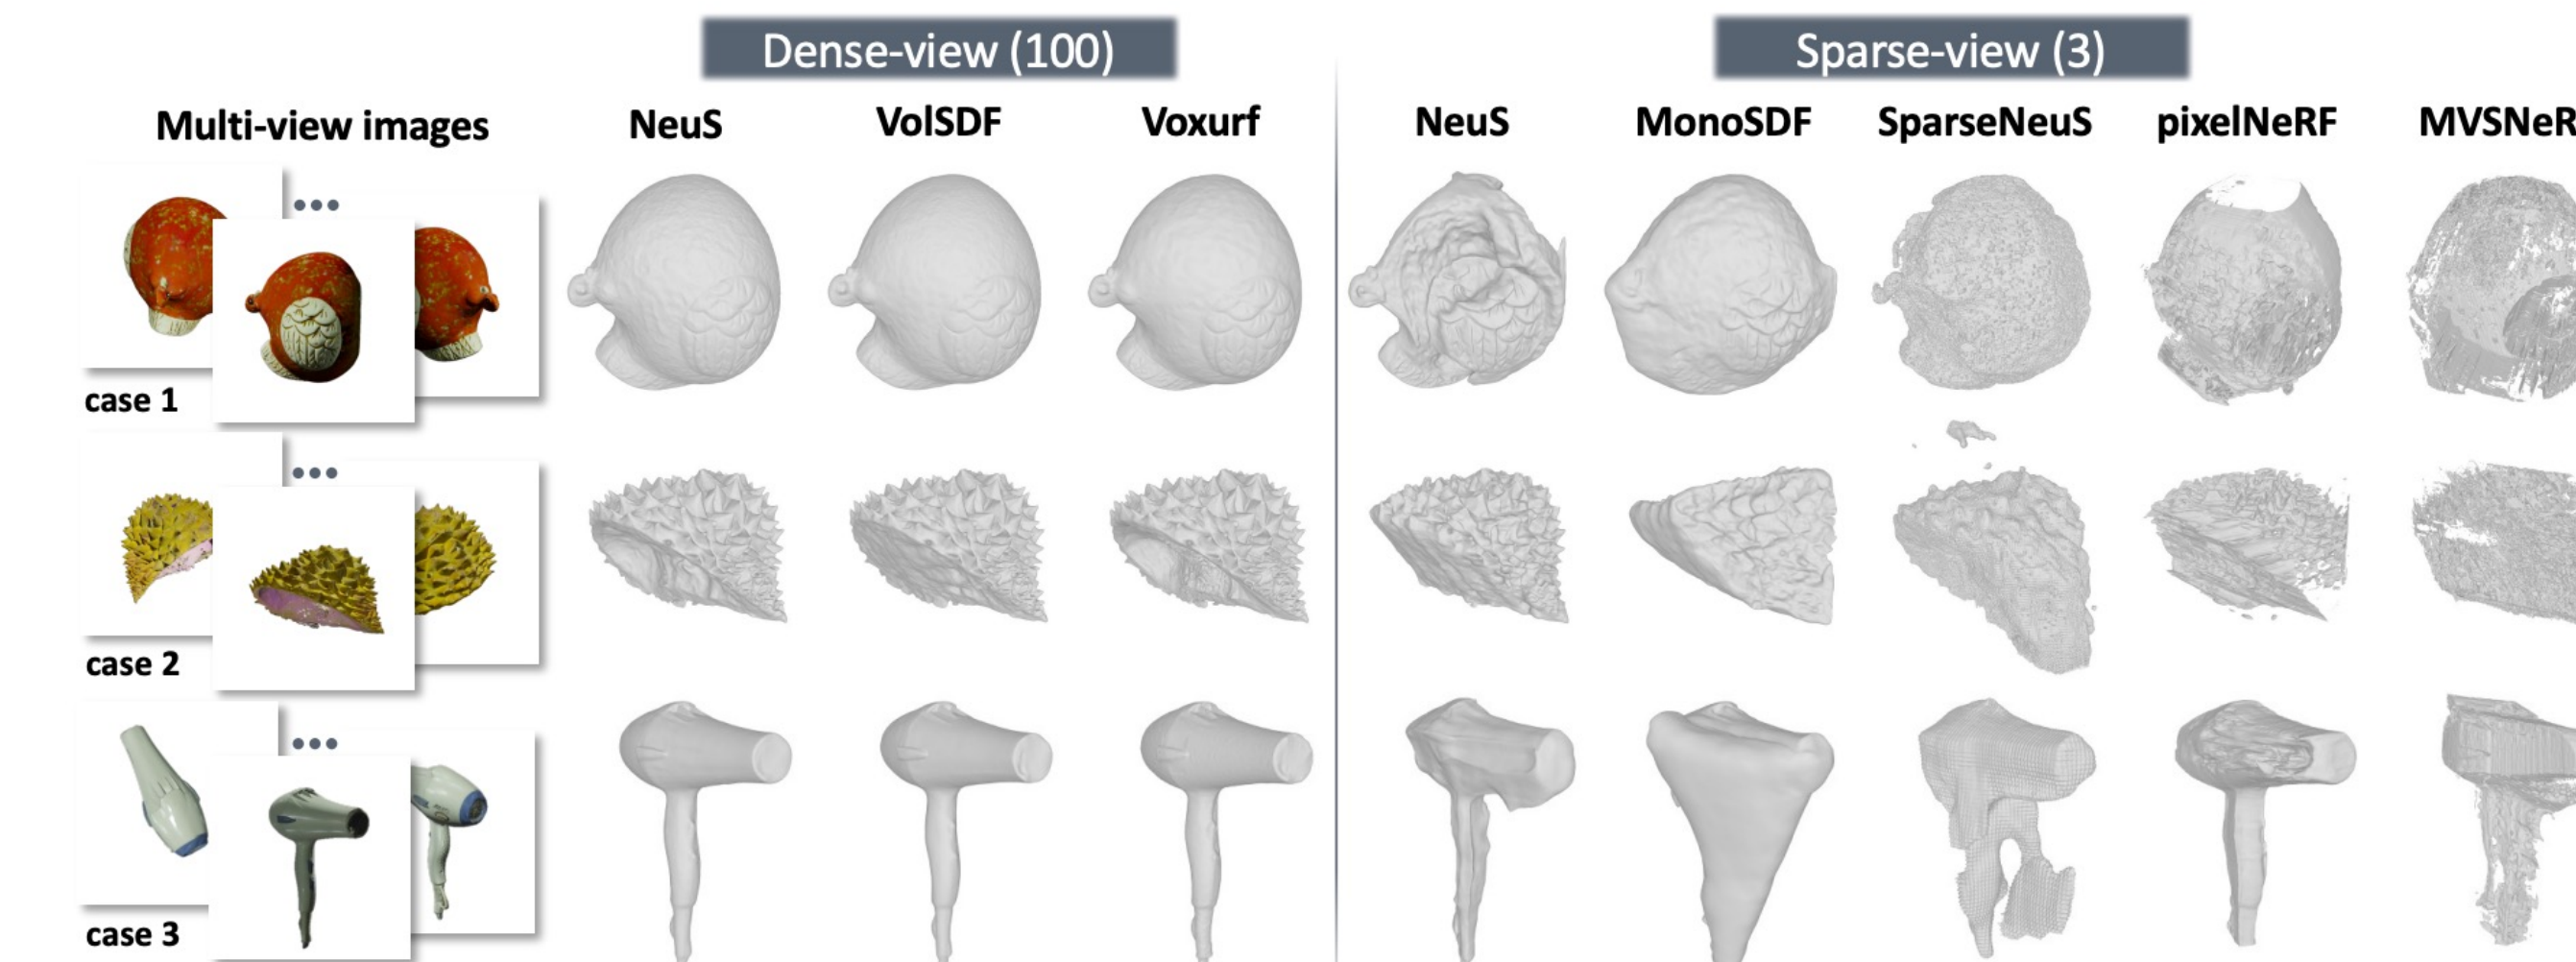 Dense-view (100)
Sparse-view (3)
Multi-view images
NeuS
VolSDF
Voxurf
NeuS
MonoSDF
SparseNeuS
pixelNeRF
MVSNeR
case 1
case 2
case 3